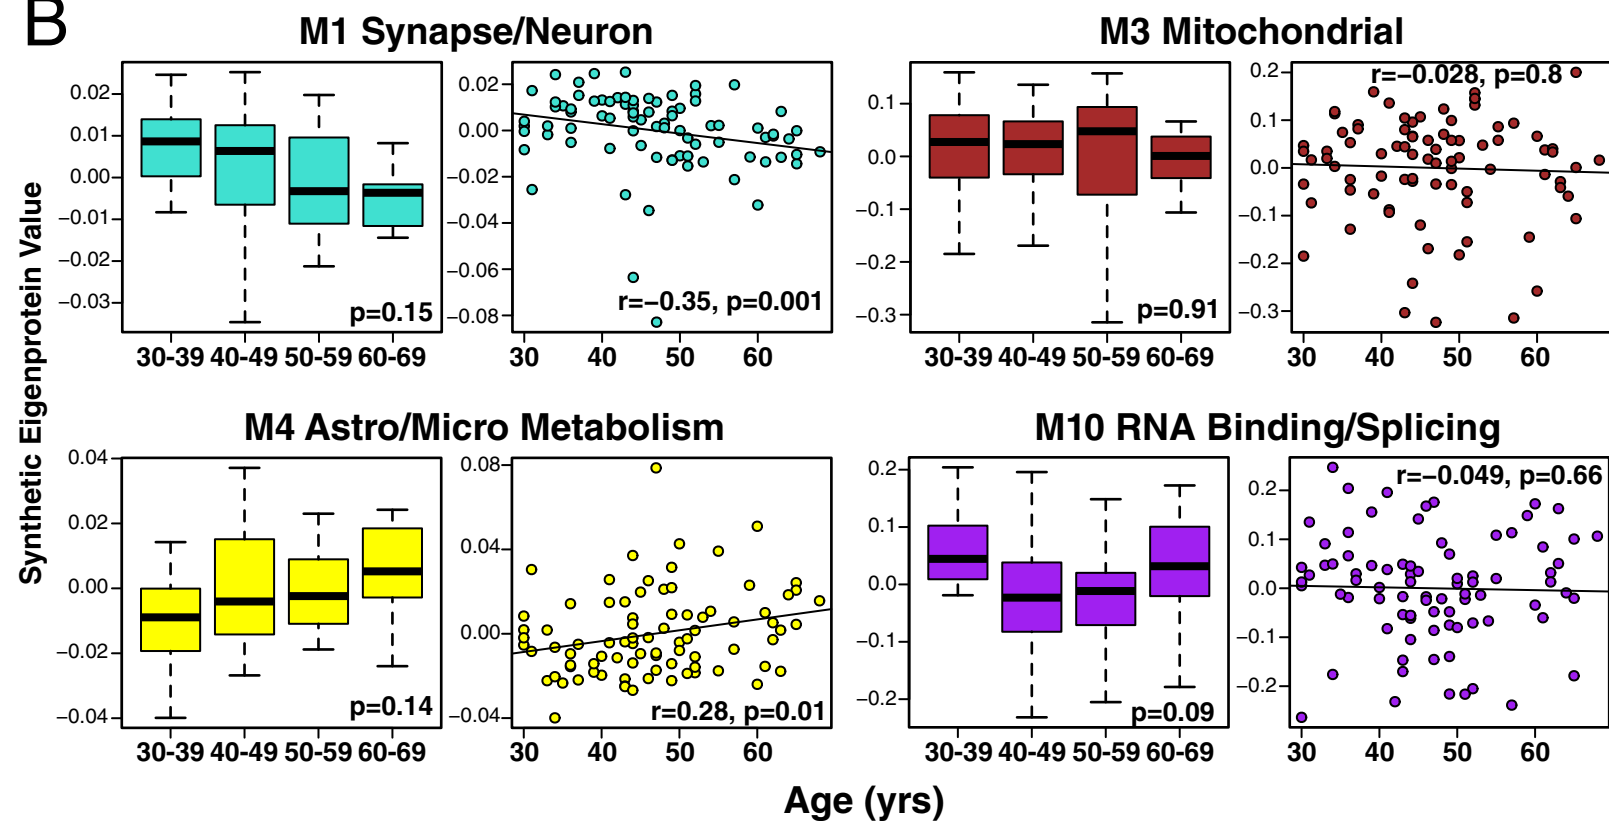 B
M1 Synapse/Neuron
M3 Mitochondrial
Synthetic Eigenprotein Value
0.02
0.01
0.00
−0.01
−0.02
−0.03
p=0.15
30-39 40-49 50-59 60-69
0.02
0.00
−0.02
−0.04
−0.06
−0.08
r=−0.35, p=0.001
30 40 50 60
0.1
0.0
−0.1
−0.2
−0.3
p=0.91
30-39 40-49 50-59 60-69
r=−0.028, p=0.8
0.2
0.1
0.0
−0.1
−0.2
−0.3
30 40 50 60
M4 Astro/Micro Metabolism
M10 RNA Binding/Splicing
0.04
0.02
0.00
−0.02
−0.04
p=0.14
30-39 40-49 50-59 60-69
0.08
0.04
0.00
−0.04
r=0.28, p=0.01
30 40 50 60
0.2
0.1
0.0
−0.1
−0.2
p=0.09
30-39 40-49 50-59 60-69
r=−0.049, p=0.66
0.2
0.1
0.0
−0.1
−0.2
30 40 50 60
Age (yrs)